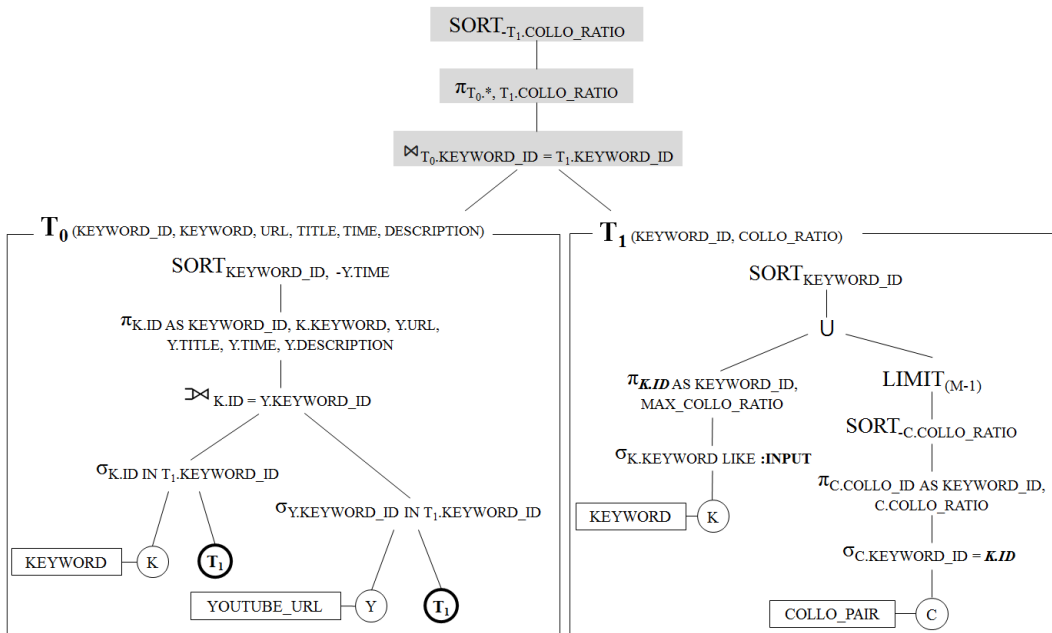 SORT-T1.COLLO_RATIO
πT0.*, T1.COLLO_RATIO
⋈T0.KEYWORD_ID = T1.KEYWORD_ID
T0 (KEYWORD_ID, KEYWORD, URL, TITLE, TIME, DESCRIPTION)
SORTKEYWORD_ID, -Y.TIME
πK.ID AS KEYWORD_ID, K.KEYWORD, Y.URL,
Y.TITLE, Y.TIME, Y.DESCRIPTION
⟕K.ID = Y.KEYWORD_ID
σK.ID IN T1.KEYWORD_ID
σY.KEYWORD_ID IN T1.KEYWORD_ID
KEYWORD
K
T1
YOUTUBE_URL
Y
T1
T1 (KEYWORD_ID, COLLO_RATIO)
SORTKEYWORD_ID
∪
πK.ID AS KEYWORD_ID,
MAX_COLLO_RATIO
σK.KEYWORD LIKE :INPUT
KEYWORD
K
LIMIT(M-1)
SORT-C.COLLO_RATIO
πC.COLLO_ID AS KEYWORD_ID,
C.COLLO_RATIO
σC.KEYWORD_ID = K.ID
COLLO_PAIR
C